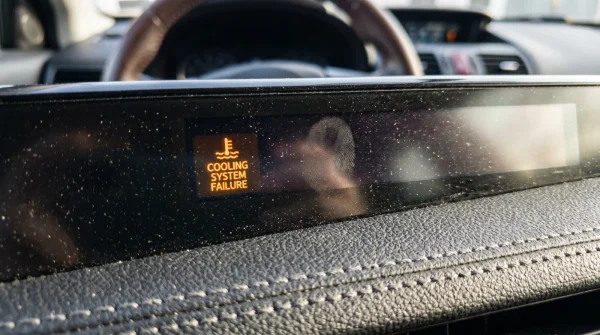 COOLING
SYSTEM
FAILURE